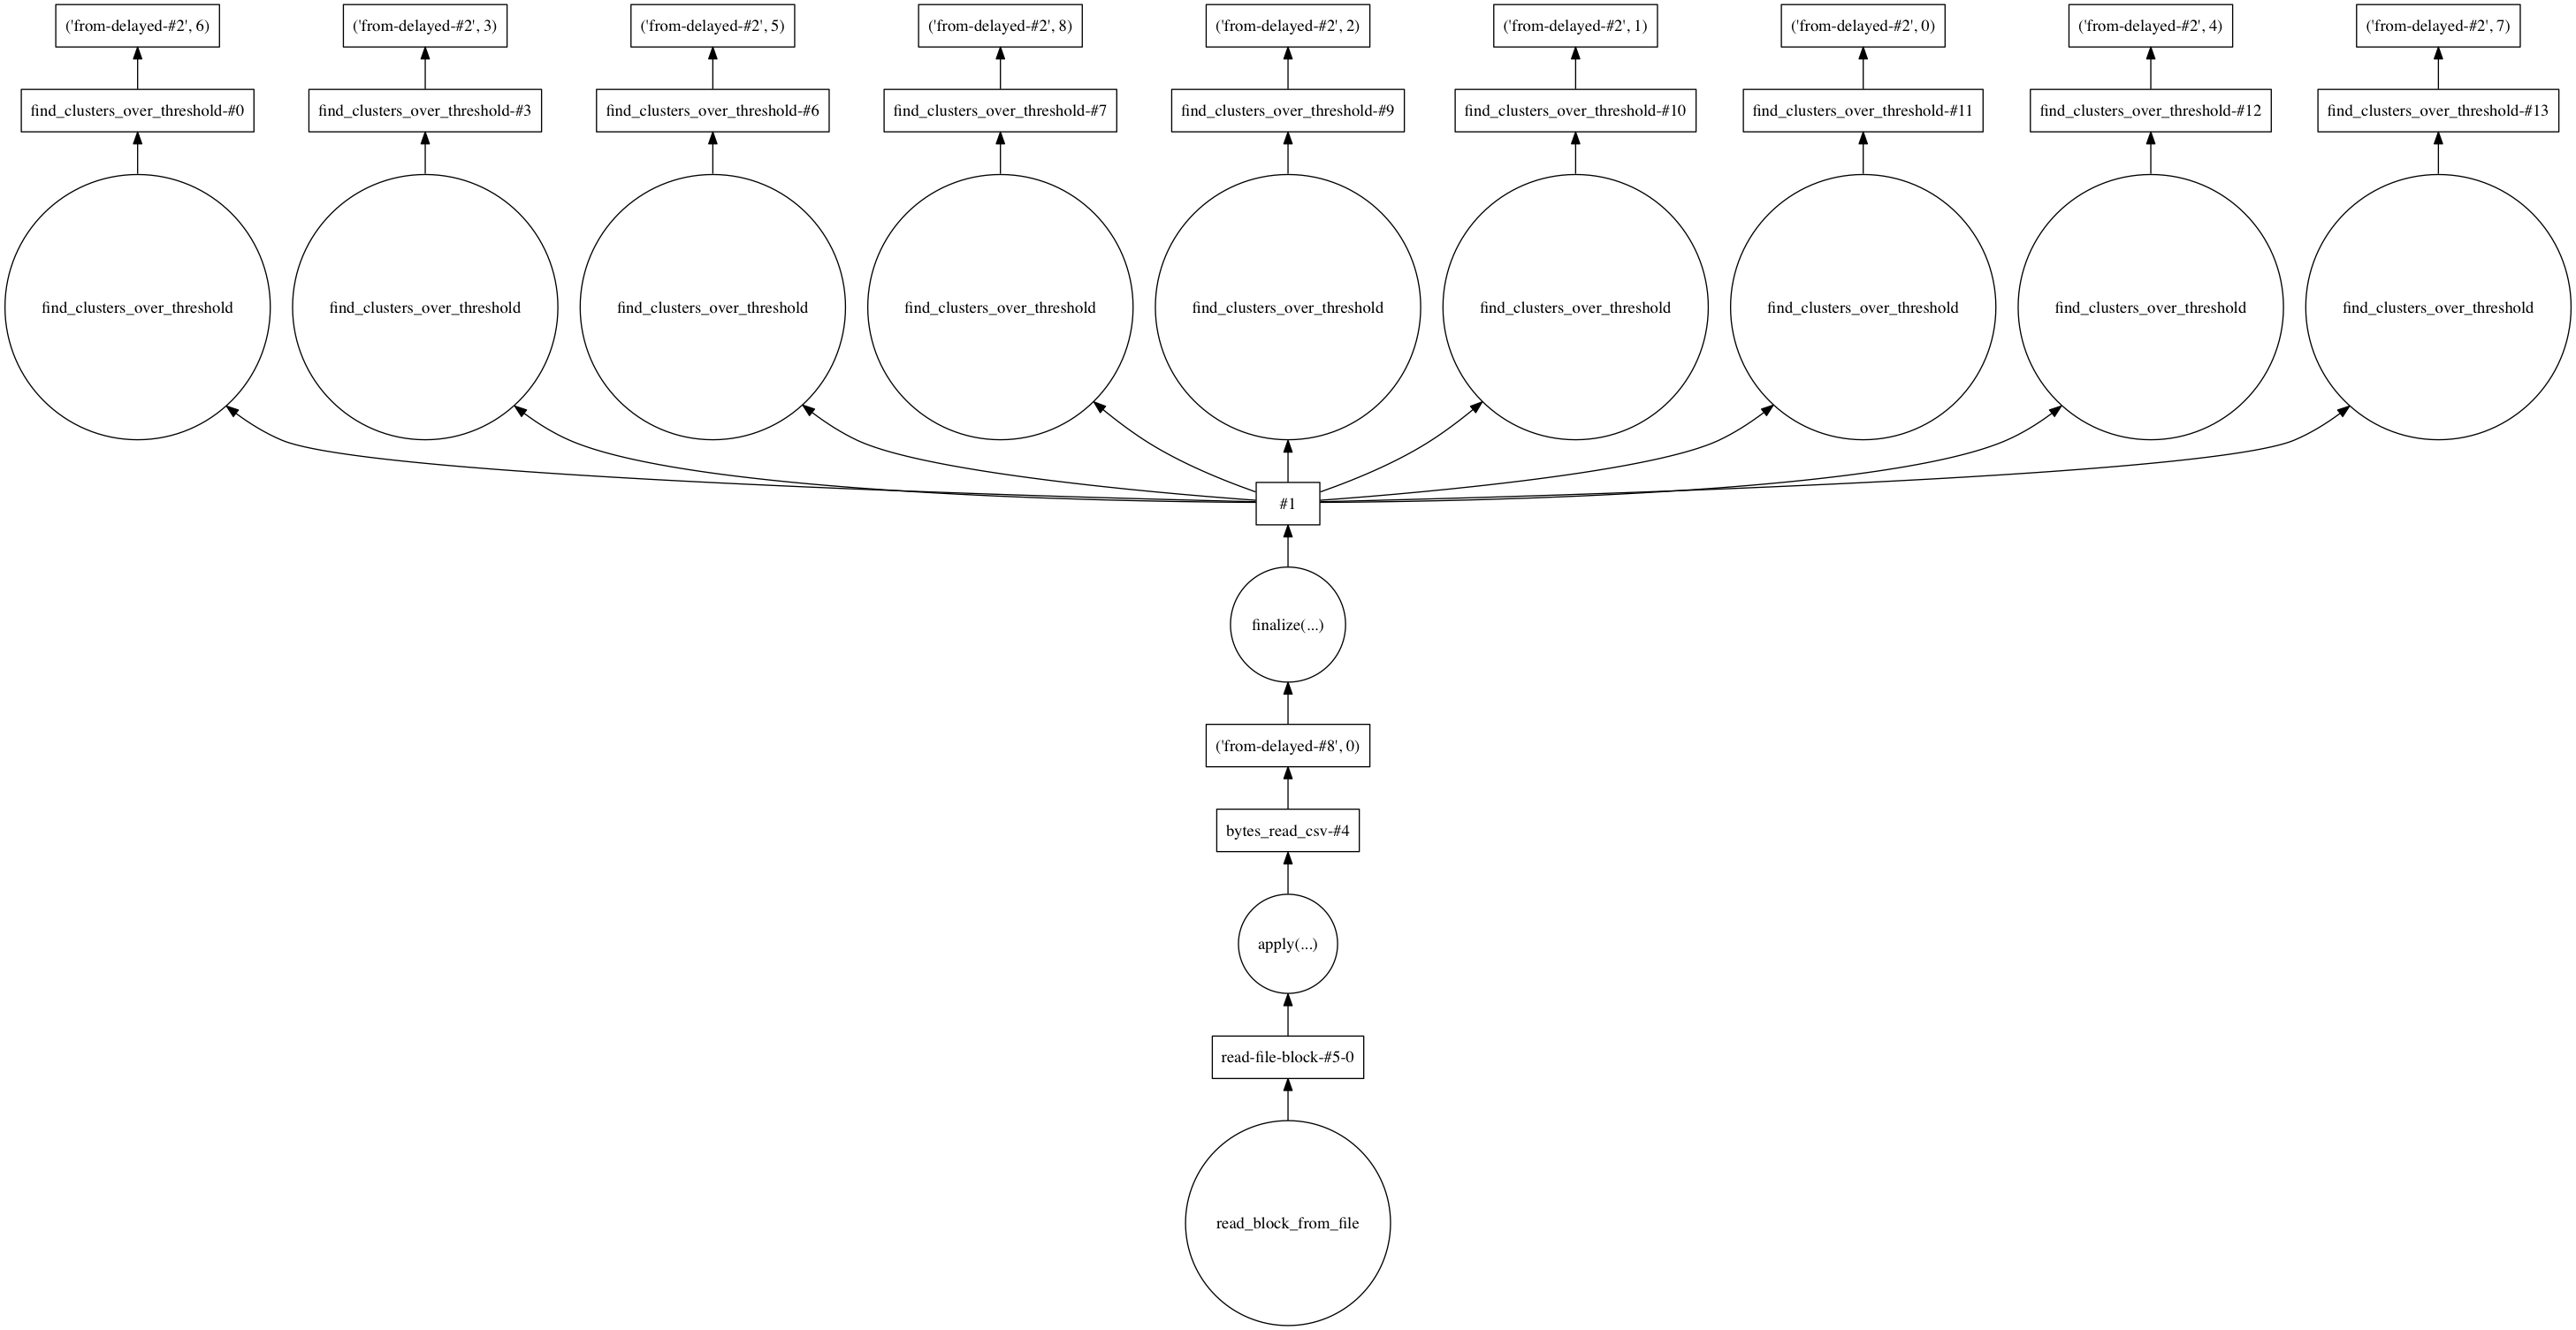 ('from-delayed-#2', 6)
('from-delayed-#2', 3)
('from-delayed-#2', 5)
('from-delayed-#2', 8)
('from-delayed-#2', 2)
('from-delayed-#2', 1)
('from-delayed-#2', 0)
('from-delayed-#2', 4)
('from-delayed-#2', 7)
find_clusters_over_threshold-#0
find_clusters_over_threshold-#3
find_clusters_over_threshold-#6
find_clusters_over_threshold-#7
find_clusters_over_threshold-#9
find_clusters_over_threshold-#10
find_clusters_over_threshold-#11
find_clusters_over_threshold-#12
find_clusters_over_threshold-#13
find_clusters_over_threshold
find_clusters_over_threshold
find_clusters_over_threshold
find_clusters_over_threshold
find_clusters_over_threshold
find_clusters_over_threshold
find_clusters_over_threshold
find_clusters_over_threshold
find_clusters_over_threshold
#1
finalize(...)
('from-delayed-#8', 0)
bytes_read_csv-#4
apply(...)
read-file-block-#5-0
read_block_from_file